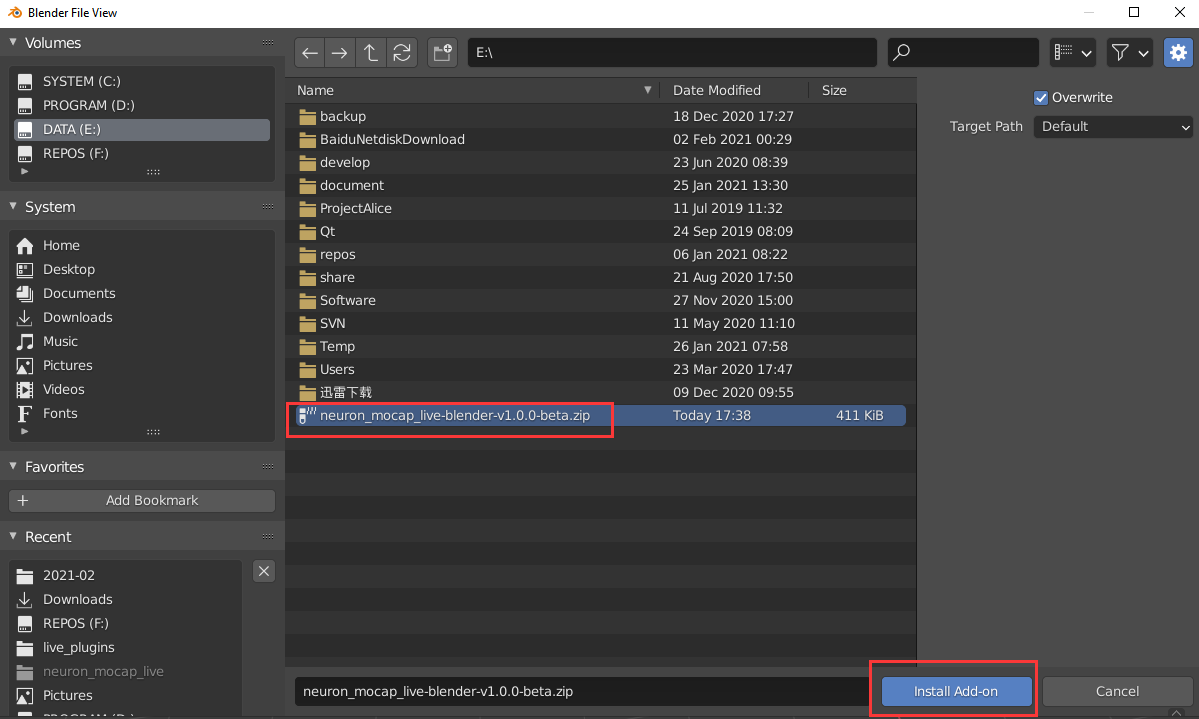 Blender File View
Volumes
SYSTEM (C:)
PROGRAM (D:)
DATA (E:)
REPOS (F:)
System
Home
Desktop
Documents
Downloads
Music
Pictures
Videos
Fonts
Favorites
Add Bookmark
Recent
2021-02
Downloads
REPOS (F:)
live_plugins
neuron_mocap_live
Pictures
PROGRAM (D:)
E:\
Name Date Modified Size
backup 18 Dec 2020 17:27
BaiduNetdiskDownload 02 Feb 2021 00:29
develop 23 Jun 2020 08:39
document 25 Jan 2021 13:30
ProjectAlice 11 Jul 2019 11:32
Qt 24 Sep 2019 08:09
repos 06 Jan 2021 08:22
share 21 Aug 2020 17:50
Software 27 Nov 2020 15:00
SVN 11 May 2020 11:10
Temp 26 Jan 2021 07:58
Users 23 Mar 2020 17:47
迅雷下载 09 Dec 2020 09:55
neuron_mocap_live-blender-v1.0.0-beta.zip Today 17:38 411 KiB
Overwrite
Target Path Default
neuron_mocap_live-blender-v1.0.0-beta.zip
Install Add-on
Cancel